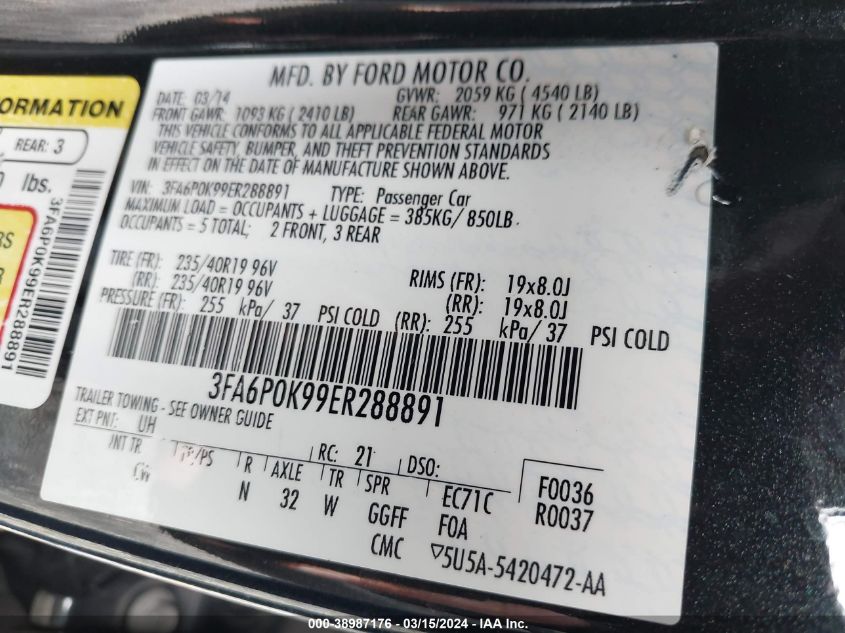 ORMATION
REAR: 3
lbs.
RS
R
3FA6P0K99ER288891
MFD. BY FORD MOTOR CO.
DATE: 03/14 GVWR: 2059 KG ( 4540 LB)
FRONT GAWR: 1093 KG ( 2410 LB) REAR GAWR: 971 KG ( 2140 LB)
THIS VEHICLE CONFORMS TO ALL APPLICABLE FEDERAL MOTOR
VEHICLE SAFETY, BUMPER, AND THEFT PREVENTION STANDARDS
IN EFFECT ON THE DATE OF MANUFACTURE SHOWN ABOVE.
VIN: 3FA6P0K99ER288891 TYPE: Passenger Car
MAXIMUM LOAD = OCCUPANTS + LUGGAGE = 385KG/ 850LB
OCCUPANTS = 5 TOTAL; 2 FRONT, 3 REAR
TIRE (FR): 235/40R19 96V RIMS (FR): 19x8.0J
(RR): 235/40R19 96V (RR): 19x8.0J
PRESSURE (FR): 255 kPa/ 37 PSI COLD (RR): 255 kPa/ 37 PSI COLD
3FA6P0K99ER288891
TRAILER TOWING - SEE OWNER GUIDE
EXT PNT: UH RC: 21 DSO: F0036
INT TR TP/PS R AXLE TR SPR EC71C R0037
CW N 32 W GGFF F0A
CMC ▽5U5A-5420472-AA
000-38987176 — 03/15/2024 — IAA Inc.